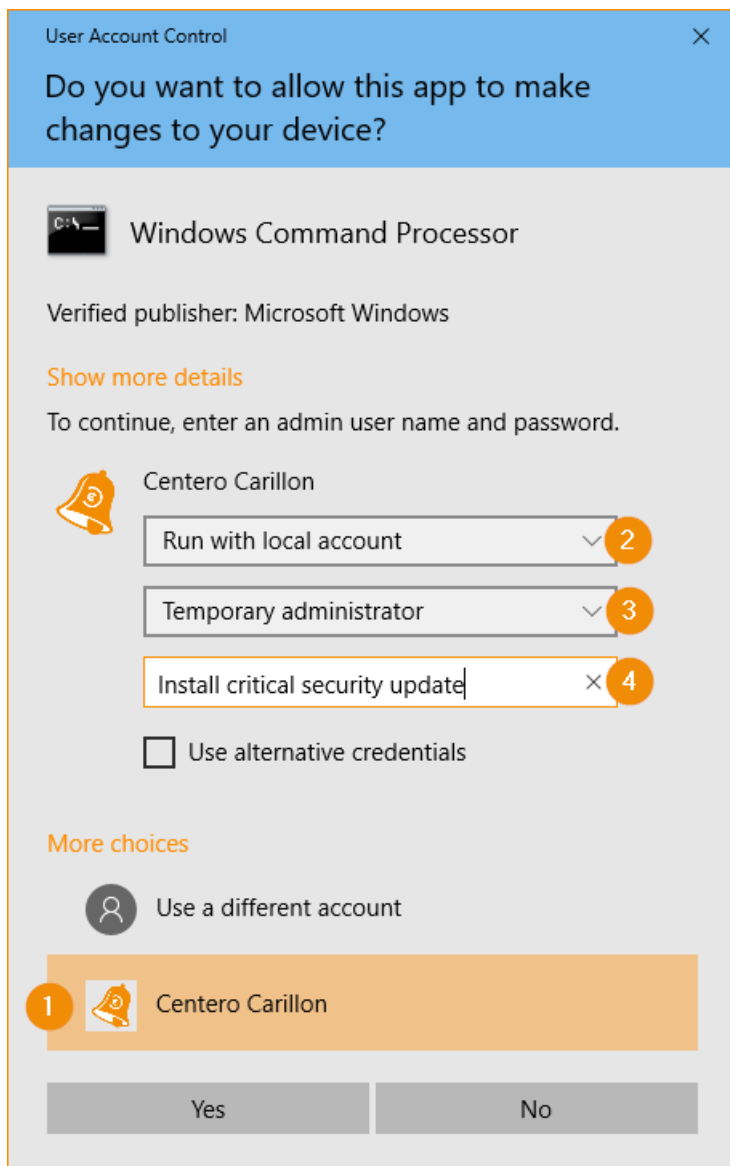 User Account Control
Do you want to allow this app to make
changes to your device?
C:\
Windows Command Processor
Verified publisher: Microsoft Windows
Show more details
To continue, enter an admin user name and password.
Centero Carillon
Run with local account
2
Temporary administrator
3
Install critical security update
4
Use alternative credentials
More choices
Use a different account
1
Centero Carillon
Yes
No